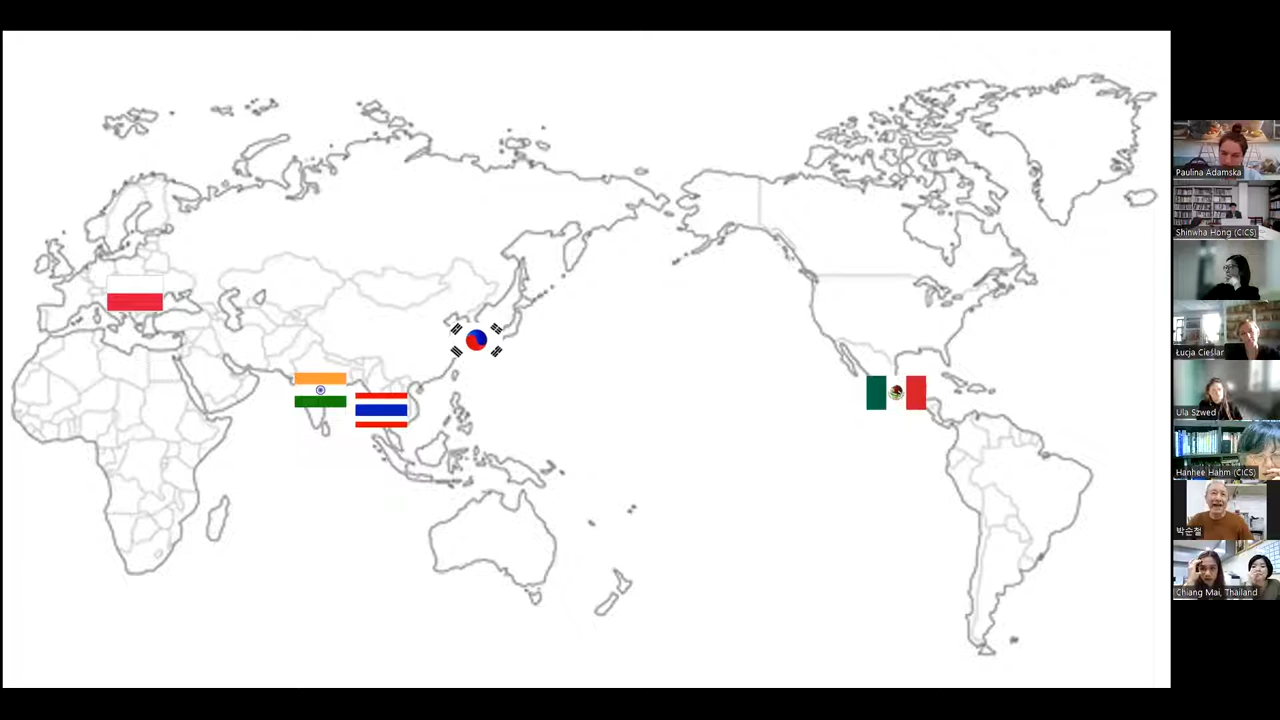 Paulina Adamska
Shinwha Hong (CICS)
Łucja Cieślar
Ula Szwed
Hanhee Hahm (CICS)
박순철
Chiang Mai, Thailand